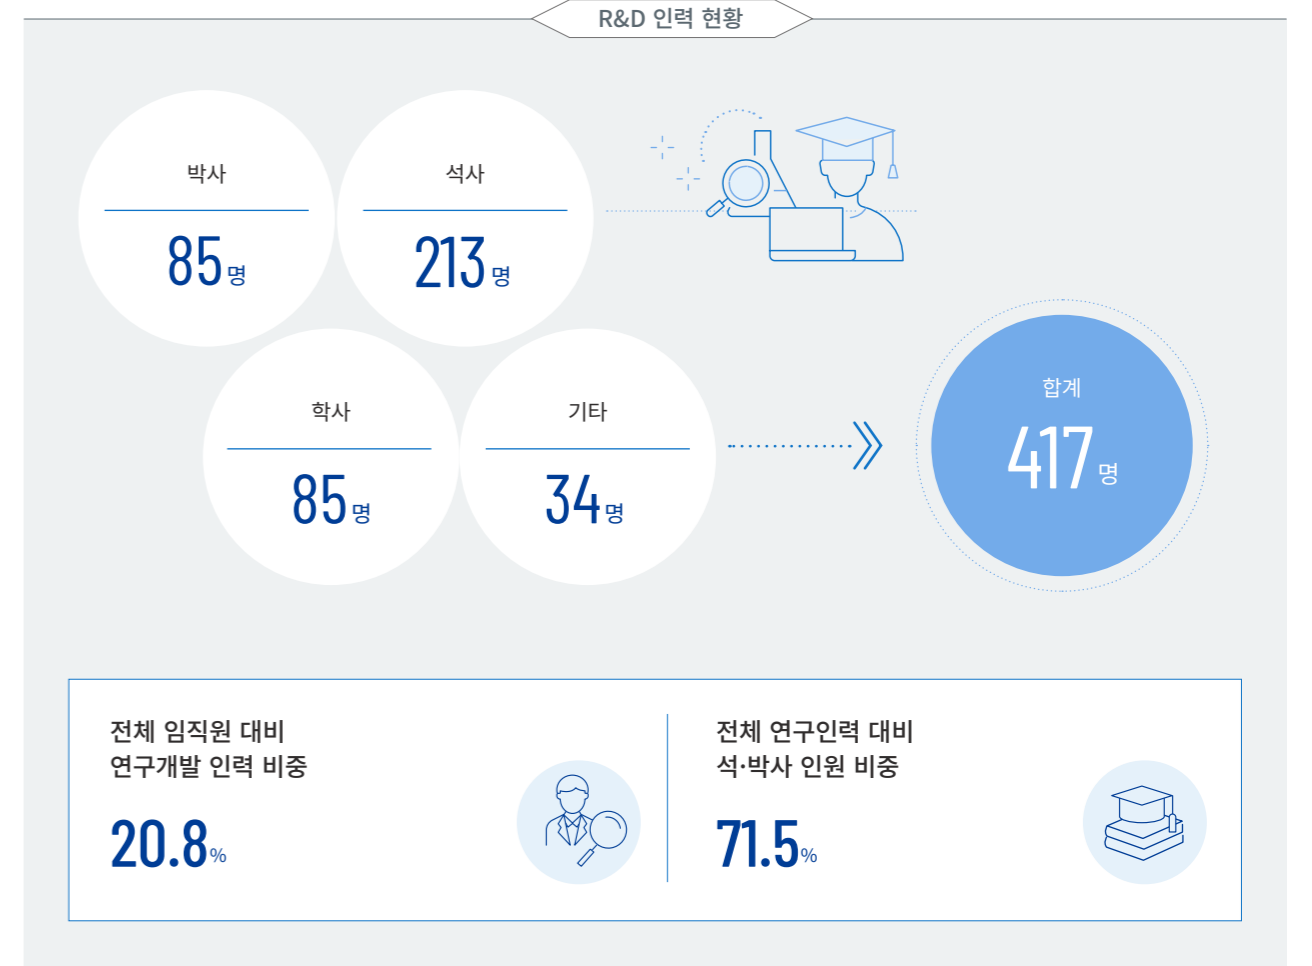 R&D 인력 현황
박사
85명
석사
213명
학사
85명
기타
34명
합계
417명
전체 임직원 대비
연구개발 인력 비중
20.8%
전체 연구인력 대비
석·박사 인원 비중
71.5%